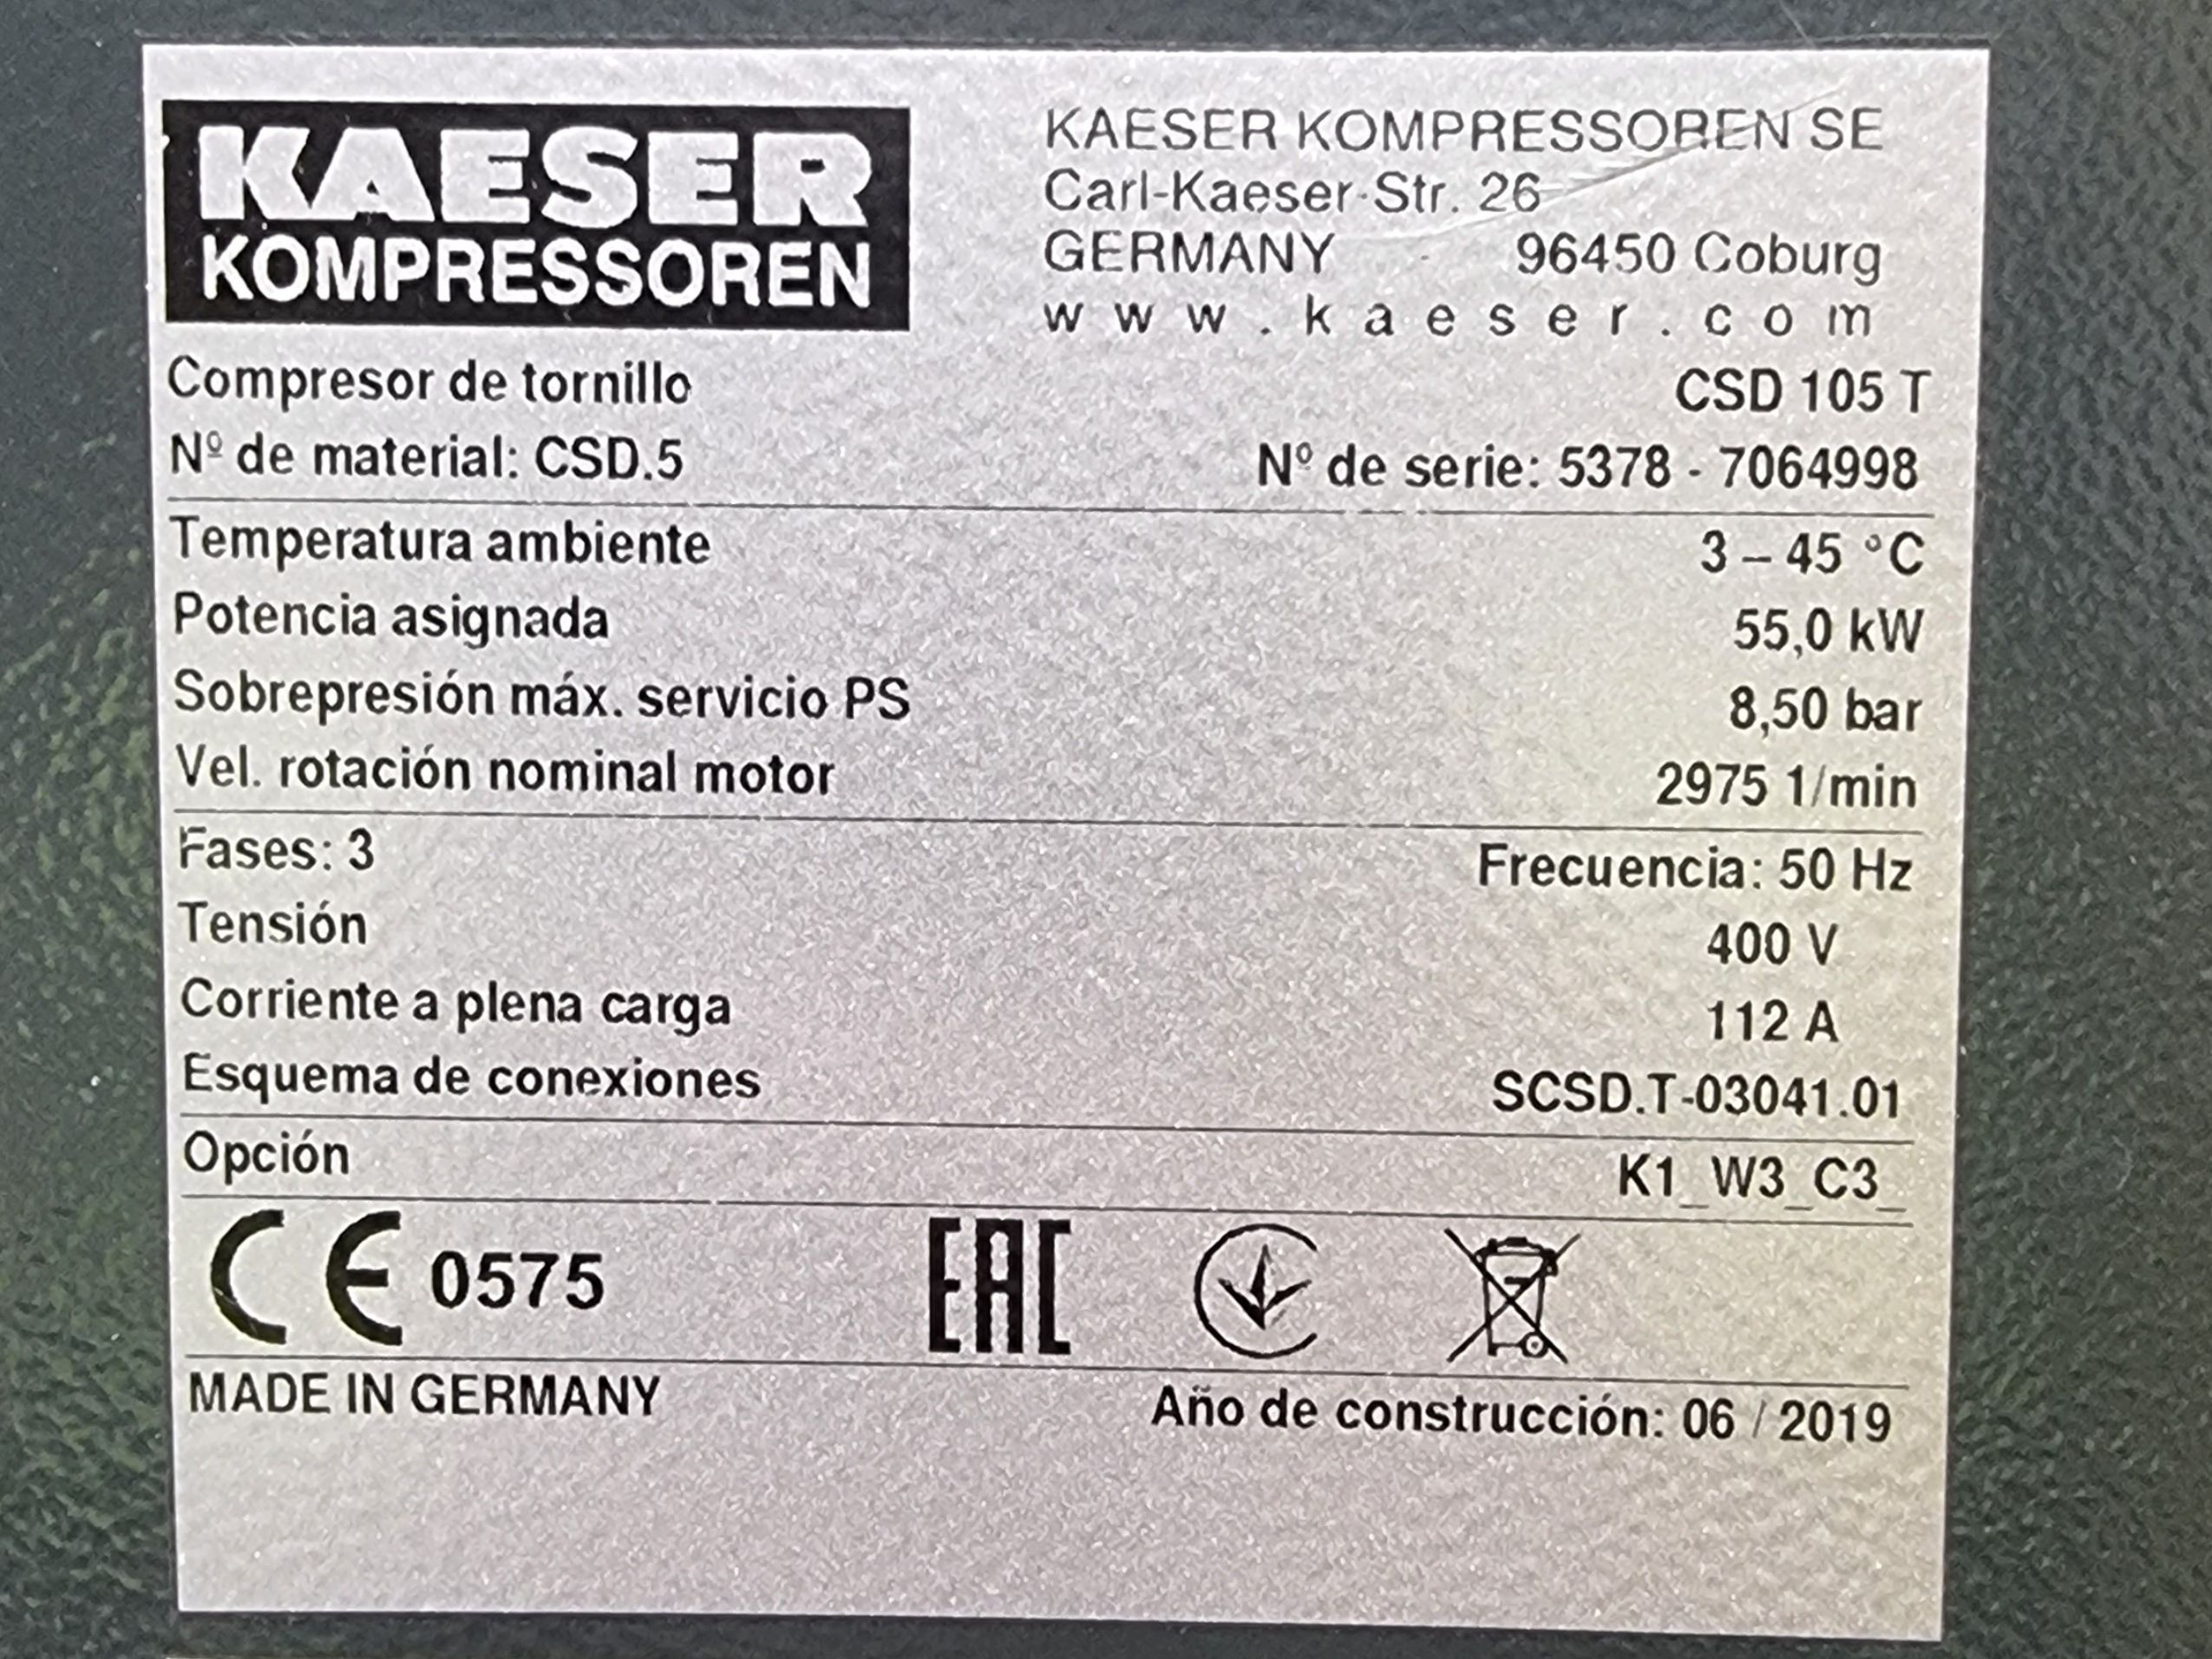 KAESER
KOMPRESSOREN
KAESER KOMPRESSOREN SE
Carl-Kaeser-Str. 26
GERMANY - 96450 Coburg
www.kaeser.com
Compresor de tornillo CSD 105 T
Nº de material: CSD.5 Nº de serie: 5378 - 7064998
Temperatura ambiente 3 – 45 °C
Potencia asignada 55,0 kW
Sobrepresión máx. servicio PS 8,50 bar
Vel. rotación nominal motor 2975 1/min
Fases: 3 Frecuencia: 50 Hz
Tensión 400 V
Corriente a plena carga 112 A
Esquema de conexiones SCSD.T-03041.01
Opción K1_W3_C3_
CE 0575 EAC
MADE IN GERMANY Año de construcción: 06 / 2019